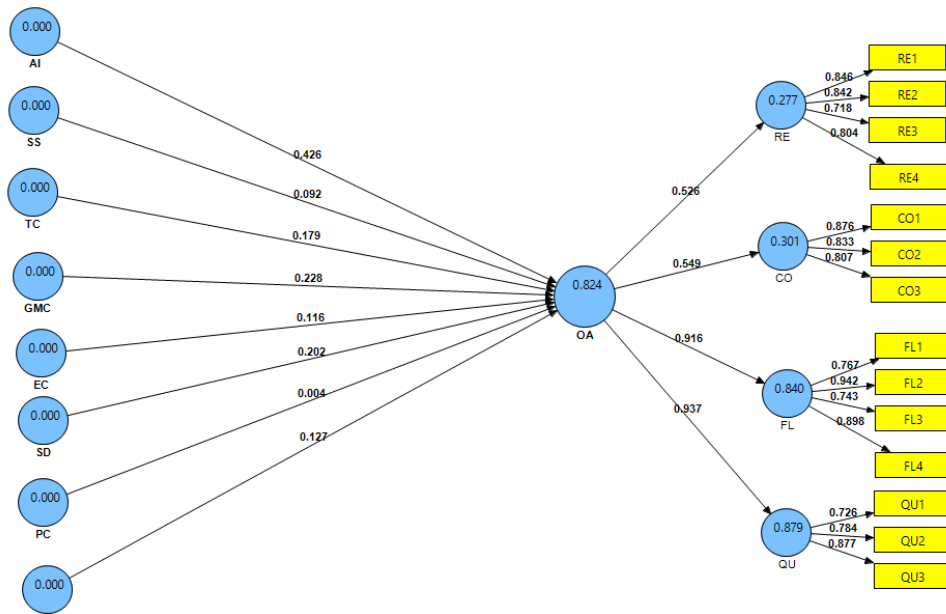 0.000
AI
0.000
SS
0.000
TC
0.000
GMC
0.000
EC
0.000
SD
0.000
PC
0.000
0.426
0.092
0.179
0.228
0.116
0.202
0.004
0.127
0.824
OA
0.526
0.549
0.916
0.937
0.277
RE
0.846
0.842
0.718
0.804
RE1
RE2
RE3
RE4
0.301
CO
0.876
0.833
0.807
CO1
CO2
CO3
0.840
FL
0.767
0.942
0.743
0.898
FL1
FL2
FL3
FL4
0.879
QU
0.726
0.784
0.877
QU1
QU2
QU3